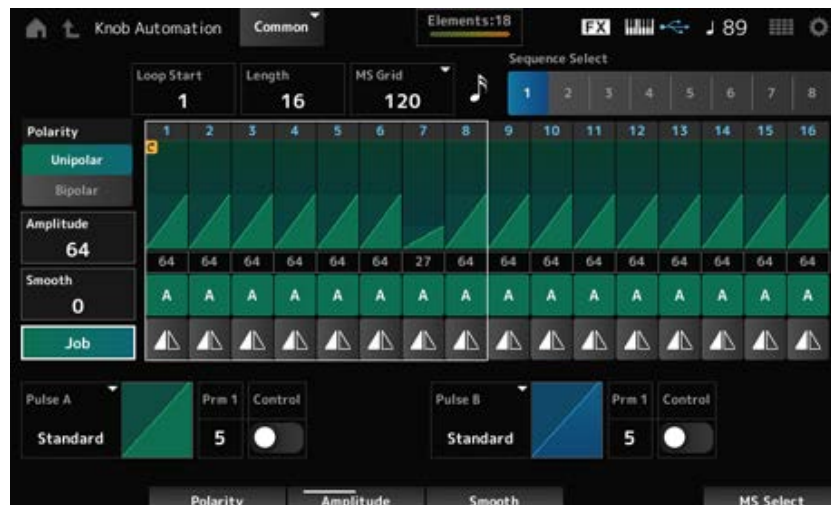 Knob Automation Common Elements:18 FX 89
Sequence Select
Loop Start Length MS Grid
1 16 120 1 2 3 4 5 6 7 8
Polarity 1 2 3 4 5 6 7 8 9 10 11 12 13 14 15 16
C
Unipolar
Bipolar
Amplitude
64
64 64 64 64 64 64 27 64 64 64 64 64 64 64 64 64
Smooth
0
A A A A A A A A A A A A A A A A
Job
Pulse A Prm 1 Control Pulse B Prm 1 Control
Standard 5 Standard 5
Polarity Amplitude Smooth MS Select